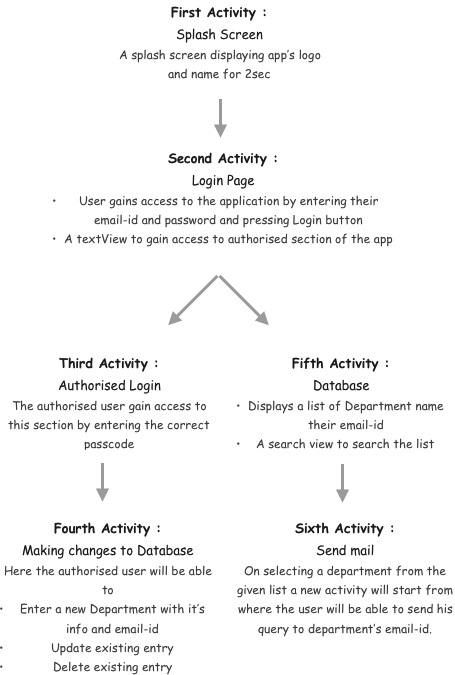 First Activity :
Splash Screen
A splash screen displaying app's logo
and name for 2sec
Second Activity :
Login Page
• User gains access to the application by entering their
email-id and password and pressing Login button
• A textView to gain access to authorised section of the app
Third Activity :
Authorised Login
The authorised user gain access to
this section by entering the correct
passcode
Fifth Activity :
Database
• Displays a list of Department name
their email-id
• A search view to search the list
Fourth Activity :
Making changes to Database
Here the authorised user will be able
to
• Enter a new Department with it's
info and email-id
• Update existing entry
• Delete existing entry
Sixth Activity :
Send mail
On selecting a department from the
given list a new activity will start from
where the user will be able to send his
query to department's email-id.